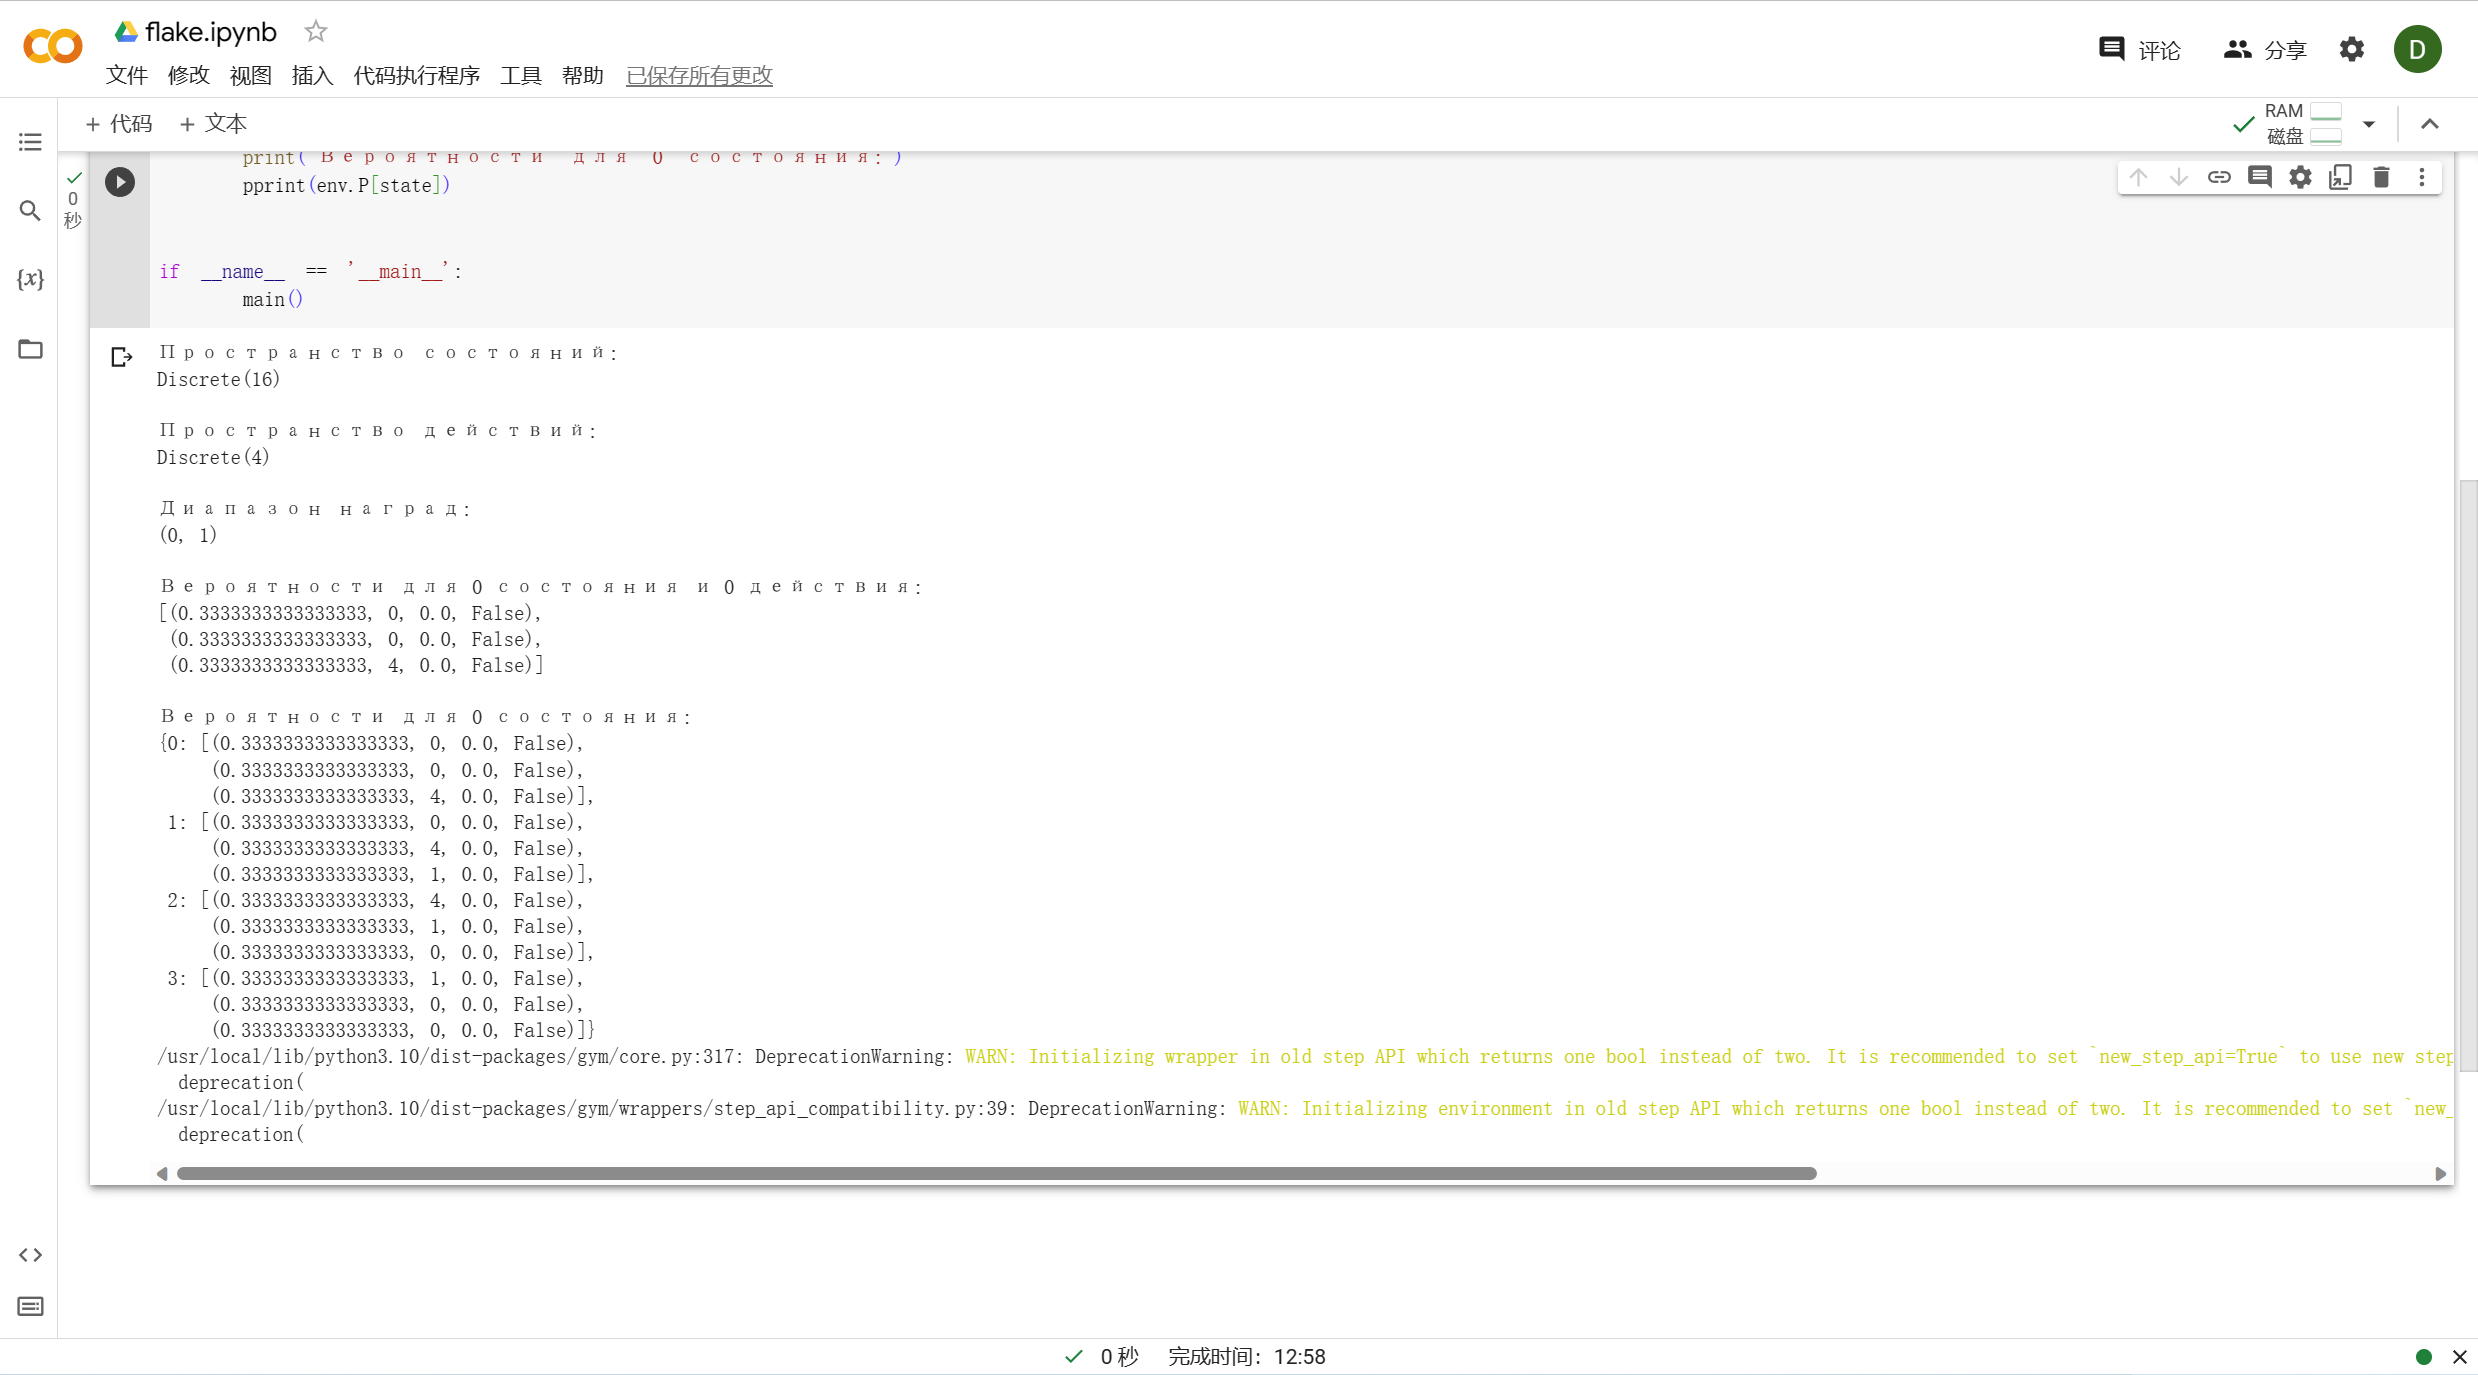 flake.ipynb
评论
分享
D
文件 修改 视图 插入 代码执行程序 工具 帮助 已保存所有更改
+ 代码 + 文本
RAM
磁盘
print( Вероятности для 0 состояния:)
0
秒
pprint(env.P[state])
{x}
if __name__ == '__main__':
main()
Пространство состояний:
Discrete(16)
Пространство действий:
Discrete(4)
Диапазон наград:
(0, 1)
Вероятности для 0 состояния и 0 действия:
[(0.3333333333333333, 0, 0.0, False),
(0.3333333333333333, 0, 0.0, False),
(0.3333333333333333, 4, 0.0, False)]
Вероятности для 0 состояния:
{0: [(0.3333333333333333, 0, 0.0, False),
(0.3333333333333333, 0, 0.0, False),
(0.3333333333333333, 4, 0.0, False)],
1: [(0.3333333333333333, 0, 0.0, False),
(0.3333333333333333, 4, 0.0, False),
(0.3333333333333333, 1, 0.0, False)],
2: [(0.3333333333333333, 4, 0.0, False),
(0.3333333333333333, 1, 0.0, False),
(0.3333333333333333, 0, 0.0, False)],
3: [(0.3333333333333333, 1, 0.0, False),
(0.3333333333333333, 0, 0.0, False),
(0.3333333333333333, 0, 0.0, False)]}
/usr/local/lib/python3.10/dist-packages/gym/core.py:317: DeprecationWarning: WARN: Initializing wrapper in old step API which returns one bool instead of two. It is recommended to set `new_step_api=True` to use new step
deprecation(
/usr/local/lib/python3.10/dist-packages/gym/wrappers/step_api_compatibility.py:39: DeprecationWarning: WARN: Initializing environment in old step API which returns one bool instead of two. It is recommended to set `new_
deprecation(
0 秒 完成时间：12:58